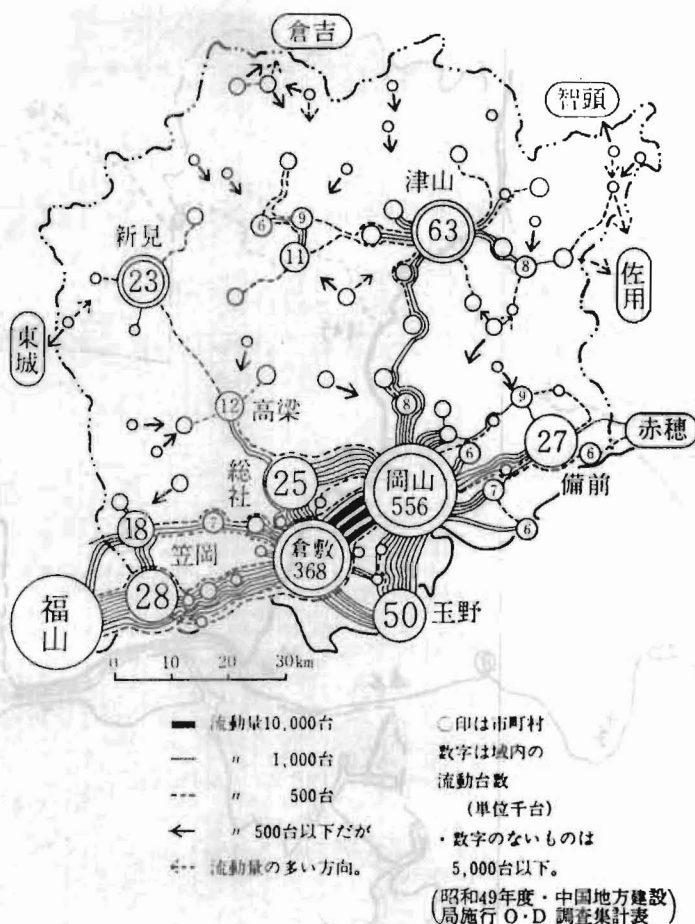 倉吉
智頭
津山
63
6
9
11
新見
23
8
佐用
東城
12
高梁
8
9
27
赤穂
6
6
備前
7
6
総社
25
岡山
556
倉敷
368
18
7
笠岡
28
福山
50
玉野
0 10 20 30km
流動量10,000台
〃 1,000台
〃 500台
〃 500台以下だが
流動量の多い方向。
○印は市町村
数字は域内の
流動台数
(単位千台)
・数字のないものは
5,000台以下。
(昭和49年度・中国地方建設
局施行 O・D 調査集計表)